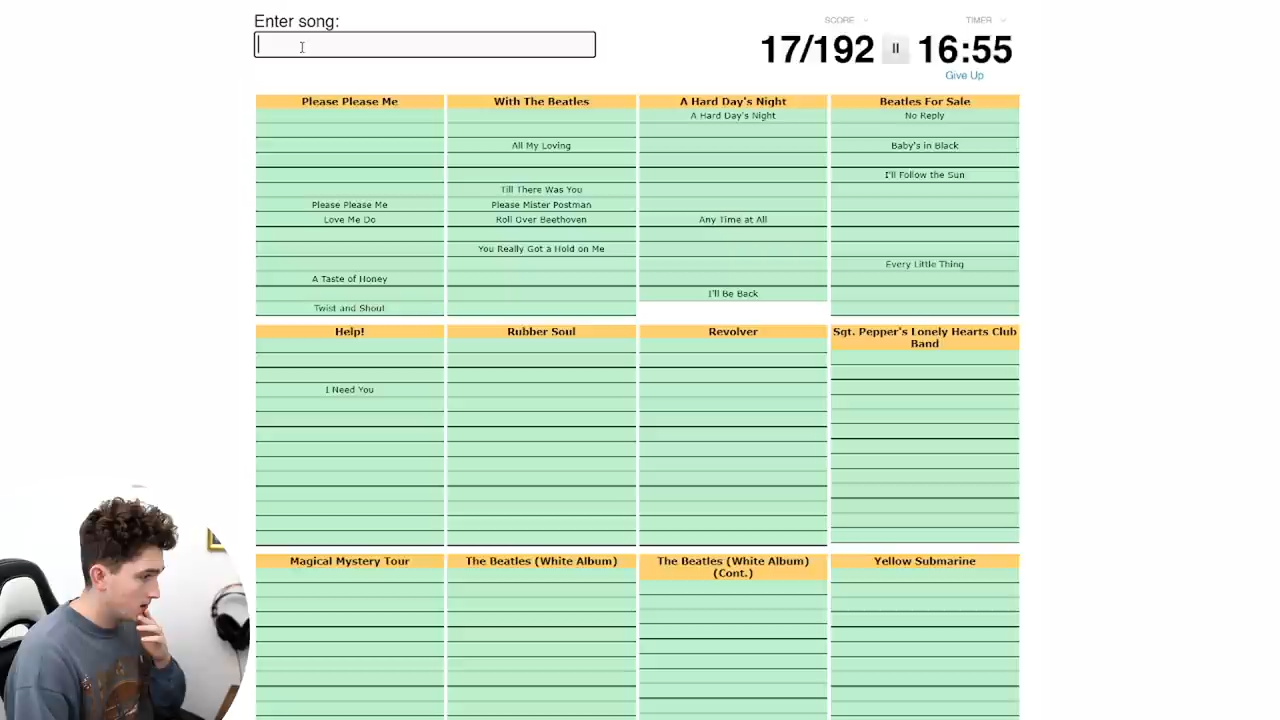 Enter song:
SCORE
TIMER
17/192
16:55
Give Up
Please Please Me
With The Beatles
A Hard Day's Night
Beatles For Sale
A Hard Day's Night
No Reply
All My Loving
Baby's in Black
I'll Follow the Sun
Till There Was You
Please Please Me
Please Mister Postman
Love Me Do
Roll Over Beethoven
Any Time at All
You Really Got a Hold on Me
Every Little Thing
A Taste of Honey
I'll Be Back
Twist and Shout
Help!
Rubber Soul
Revolver
Sgt. Pepper's Lonely Hearts Club
Band
I Need You
Magical Mystery Tour
The Beatles (White Album)
The Beatles (White Album)
(Cont.)
Yellow Submarine